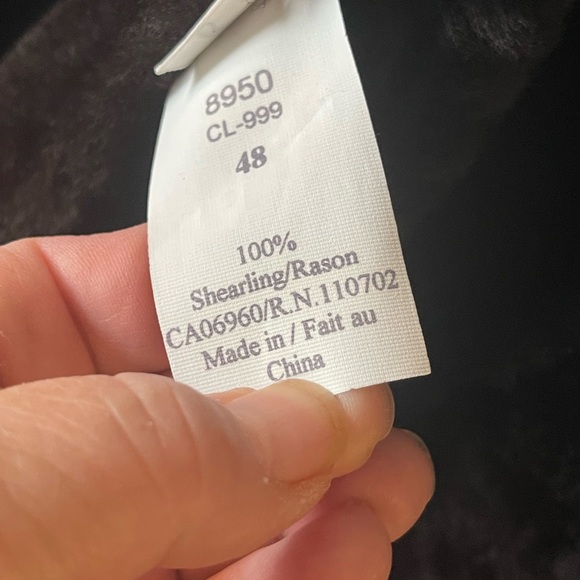 8950
CL-999
48
100%
Shearling/Rason
CA06960/R.N.110702
Made in / Fait au
China